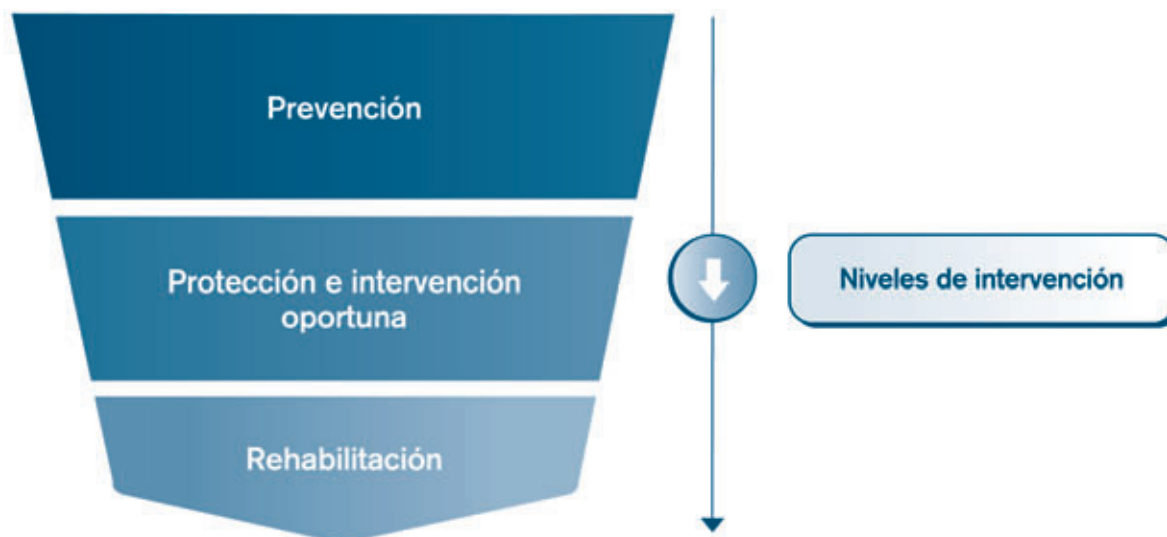 Prevención
Protección e intervención
oportuna
Niveles de intervención
Rehabilitación